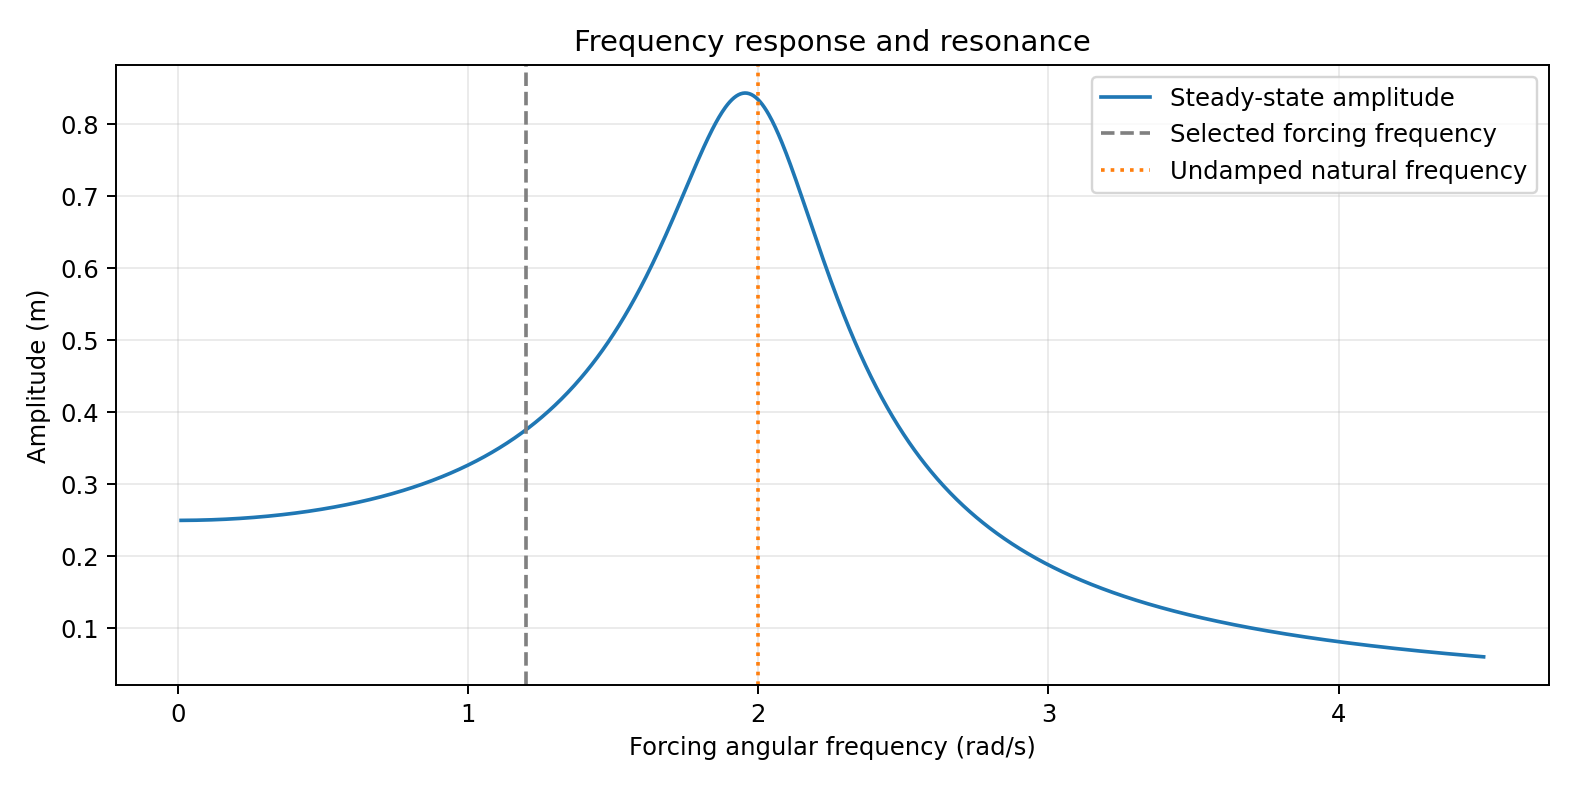 Frequency response and resonance
Steady-state amplitude
Selected forcing frequency
Undamped natural frequency
Amplitude (m)
0.8
0.7
0.6
0.5
0.4
0.3
0.2
0.1
0 1 2 3 4
Forcing angular frequency (rad/s)